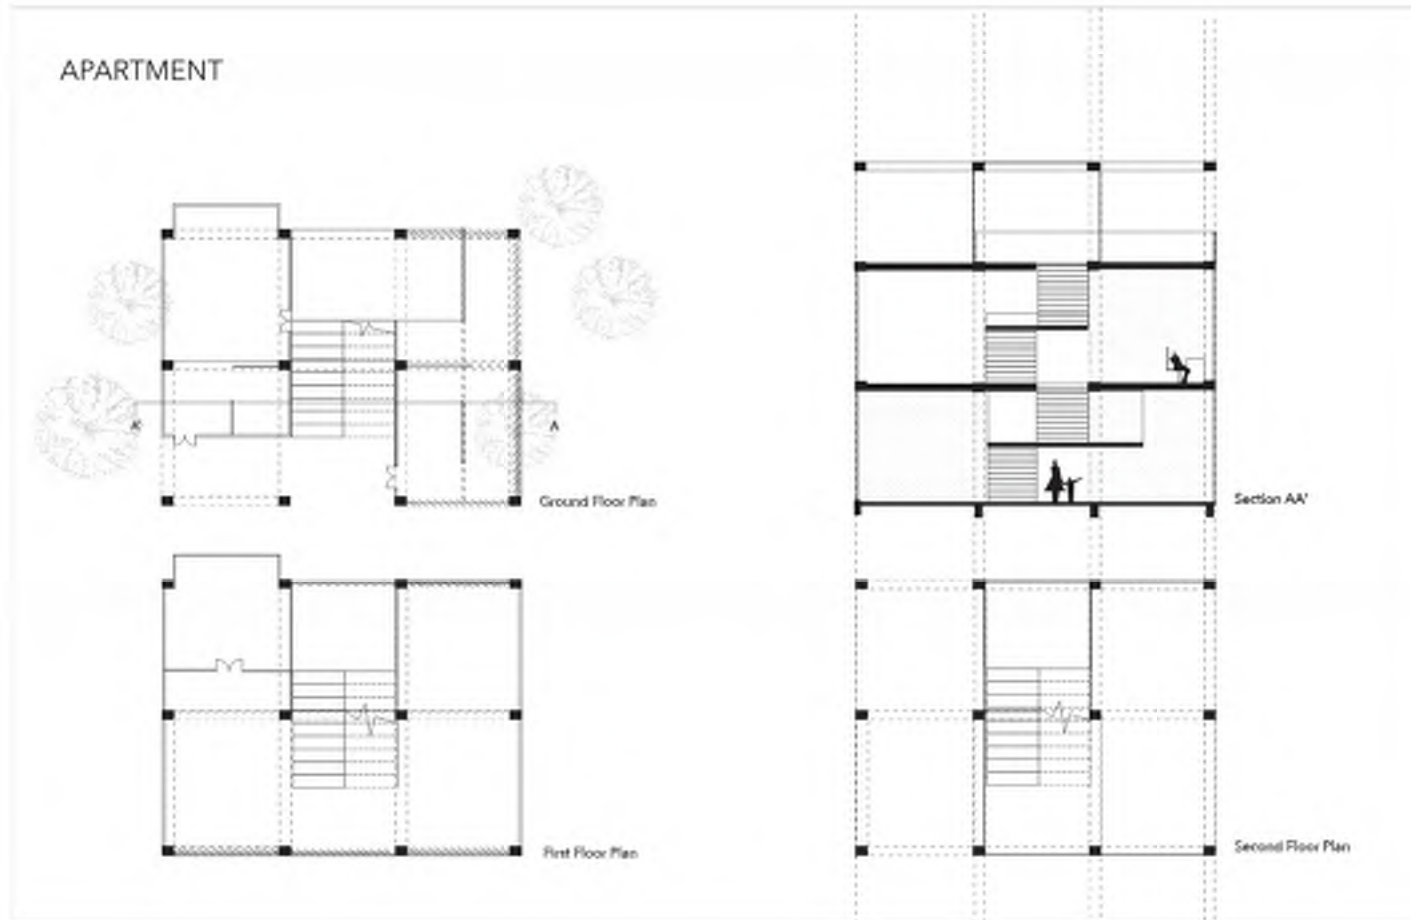 APARTMENT
A'
A
Ground Floor Plan
Section AA'
First Floor Plan
Second Floor Plan